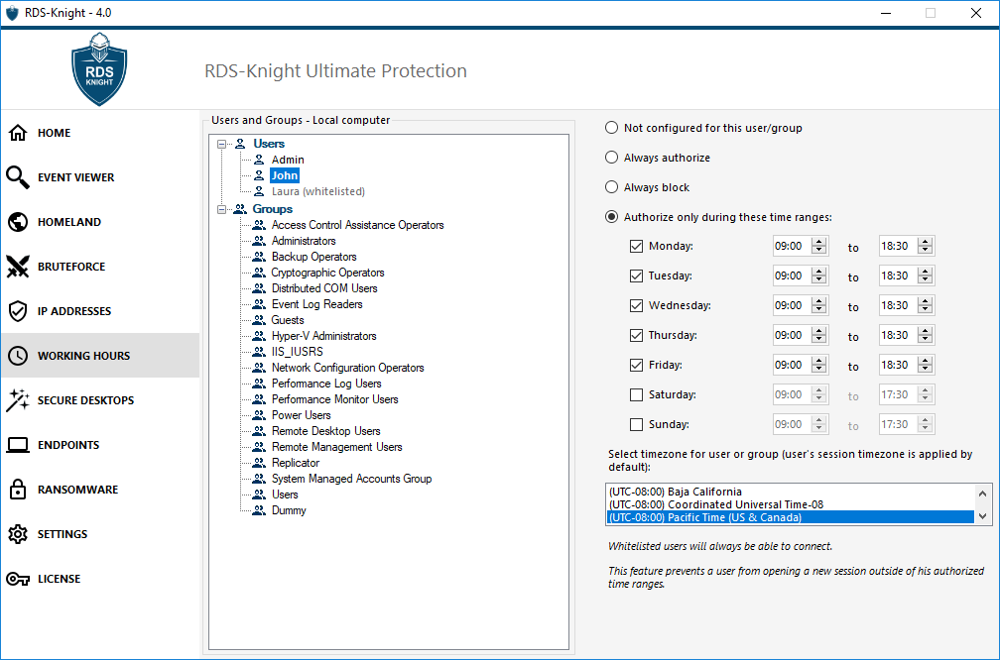 RDS-Knight - 4.0
RDS
KNIGHT
RDS-Knight Ultimate Protection
HOME
EVENT VIEWER
HOMELAND
BRUTEFORCE
IP ADDRESSES
WORKING HOURS
SECURE DESKTOPS
ENDPOINTS
RANSOMWARE
SETTINGS
LICENSE
Users and Groups - Local computer
Users
Admin
John
Laura (whitelisted)
Groups
Access Control Assistance Operators
Administrators
Backup Operators
Cryptographic Operators
Distributed COM Users
Event Log Readers
Guests
Hyper-V Administrators
IIS_IUSRS
Network Configuration Operators
Performance Log Users
Performance Monitor Users
Power Users
Remote Desktop Users
Remote Management Users
Replicator
System Managed Accounts Group
Users
Dummy
Not configured for this user/group
Always authorize
Always block
Authorize only during these time ranges:
Monday: 09:00 to 18:30
Tuesday: 09:00 to 18:30
Wednesday: 09:00 to 18:30
Thursday: 09:00 to 18:30
Friday: 09:00 to 18:30
Saturday: 09:00 to 17:30
Sunday: 09:00 to 17:30
Select timezone for user or group (user's session timezone is applied by
default):
(UTC-08:00) Baja California
(UTC-08:00) Coordinated Universal Time-08
(UTC-08:00) Pacific Time (US & Canada)
Whitelisted users will always be able to connect.
This feature prevents a user from opening a new session outside of his authorized
time ranges.